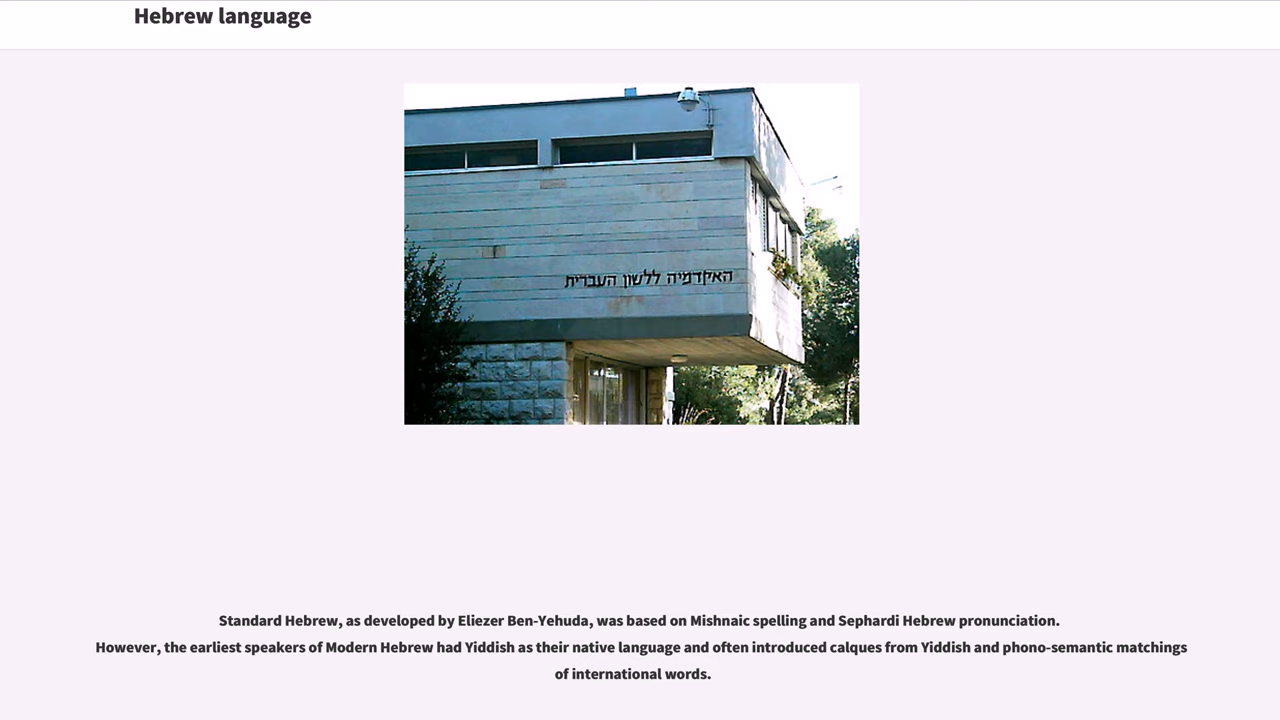 Hebrew language
האקדמיה ללשון העברית
Standard Hebrew, as developed by Eliezer Ben-Yehuda, was based on Mishnaic spelling and Sephardi Hebrew pronunciation.
However, the earliest speakers of Modern Hebrew had Yiddish as their native language and often introduced calques from Yiddish and phono-semantic matchings
of international words.